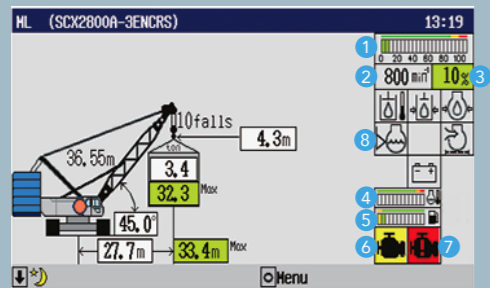 ML (SCX2800A-3ENCRS) 13:19
1
0 20 40 60 80 100
2 800 min⁻¹ 10% 3
10falls
4.3m
8
36.55m
ton
3.4
32.3 Max
4
5
45.0°
27.7m 33.4m Max
6 7
Menu